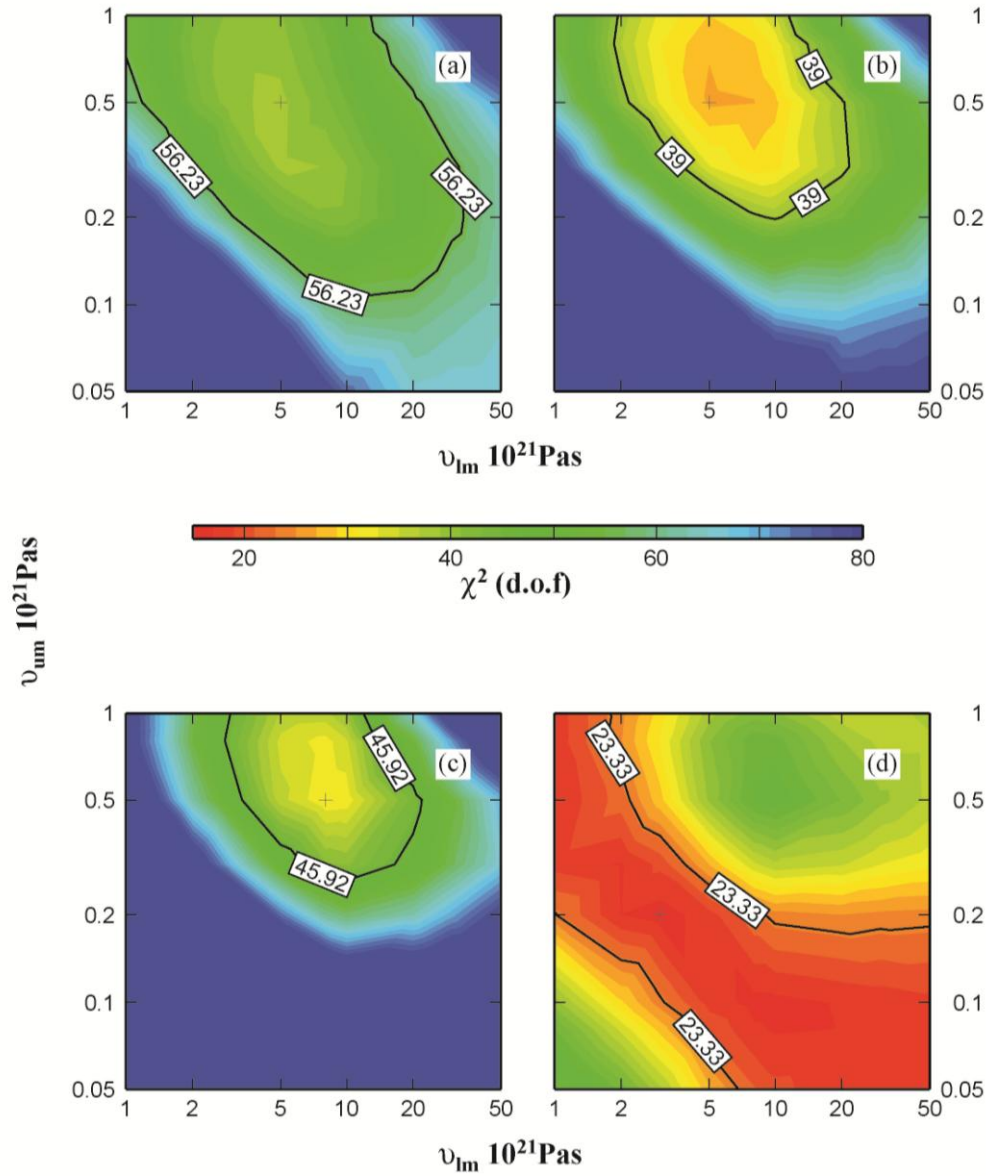 1 (a) (b) 1
0.5 56.23 56.23 39 39 0.5
0.2 39 0.2
0.1 56.23 0.1
0.05 0.05
1 2 5 10 20 50 1 2 5 10 20 50
υlm 10²¹Pas
20 40 60 80
χ² (d.o.f)
υum 10²¹Pas
1 45.92 (c) 23.33 (d) 1
0.5 0.5
0.2 45.92 23.33 0.2
0.1 23.33 0.1
0.05 0.05
1 2 5 10 20 50 1 2 5 10 20 50
υlm 10²¹Pas